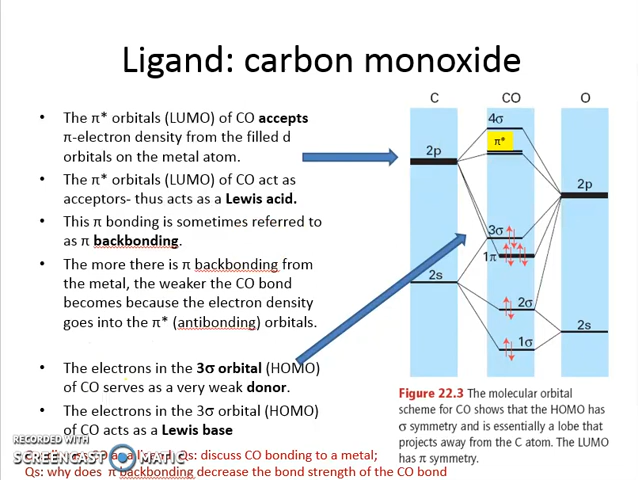 Ligand: carbon monoxide
• The π* orbitals (LUMO) of CO accepts
π-electron density from the filled d
orbitals on the metal atom.
• The π* orbitals (LUMO) of CO act as
acceptors- thus acts as a Lewis acid.
• This π bonding is sometimes referred to
as π backbonding.
• The more there is π backbonding from
the metal, the weaker the CO bond
becomes because the electron density
goes into the π* (antibonding) orbitals.
• The electrons in the 3σ orbital (HOMO)
of CO serves as a very weak donor.
• The electrons in the 3σ orbital (HOMO)
of CO acts as a Lewis base
Qs: discuss CO bonding to a metal;
Qs: why does π backbonding decrease the bond strength of the CO bond
C CO O
4σ
π*
2p
2p
3σ
1π
2s
2σ
2s
1σ
Figure 22.3 The molecular orbital
scheme for CO shows that the HOMO has
σ symmetry and is essentially a lobe that
projects away from the C atom. The LUMO
has π symmetry.
RECORDED WITH
SCREENCAST MATIC